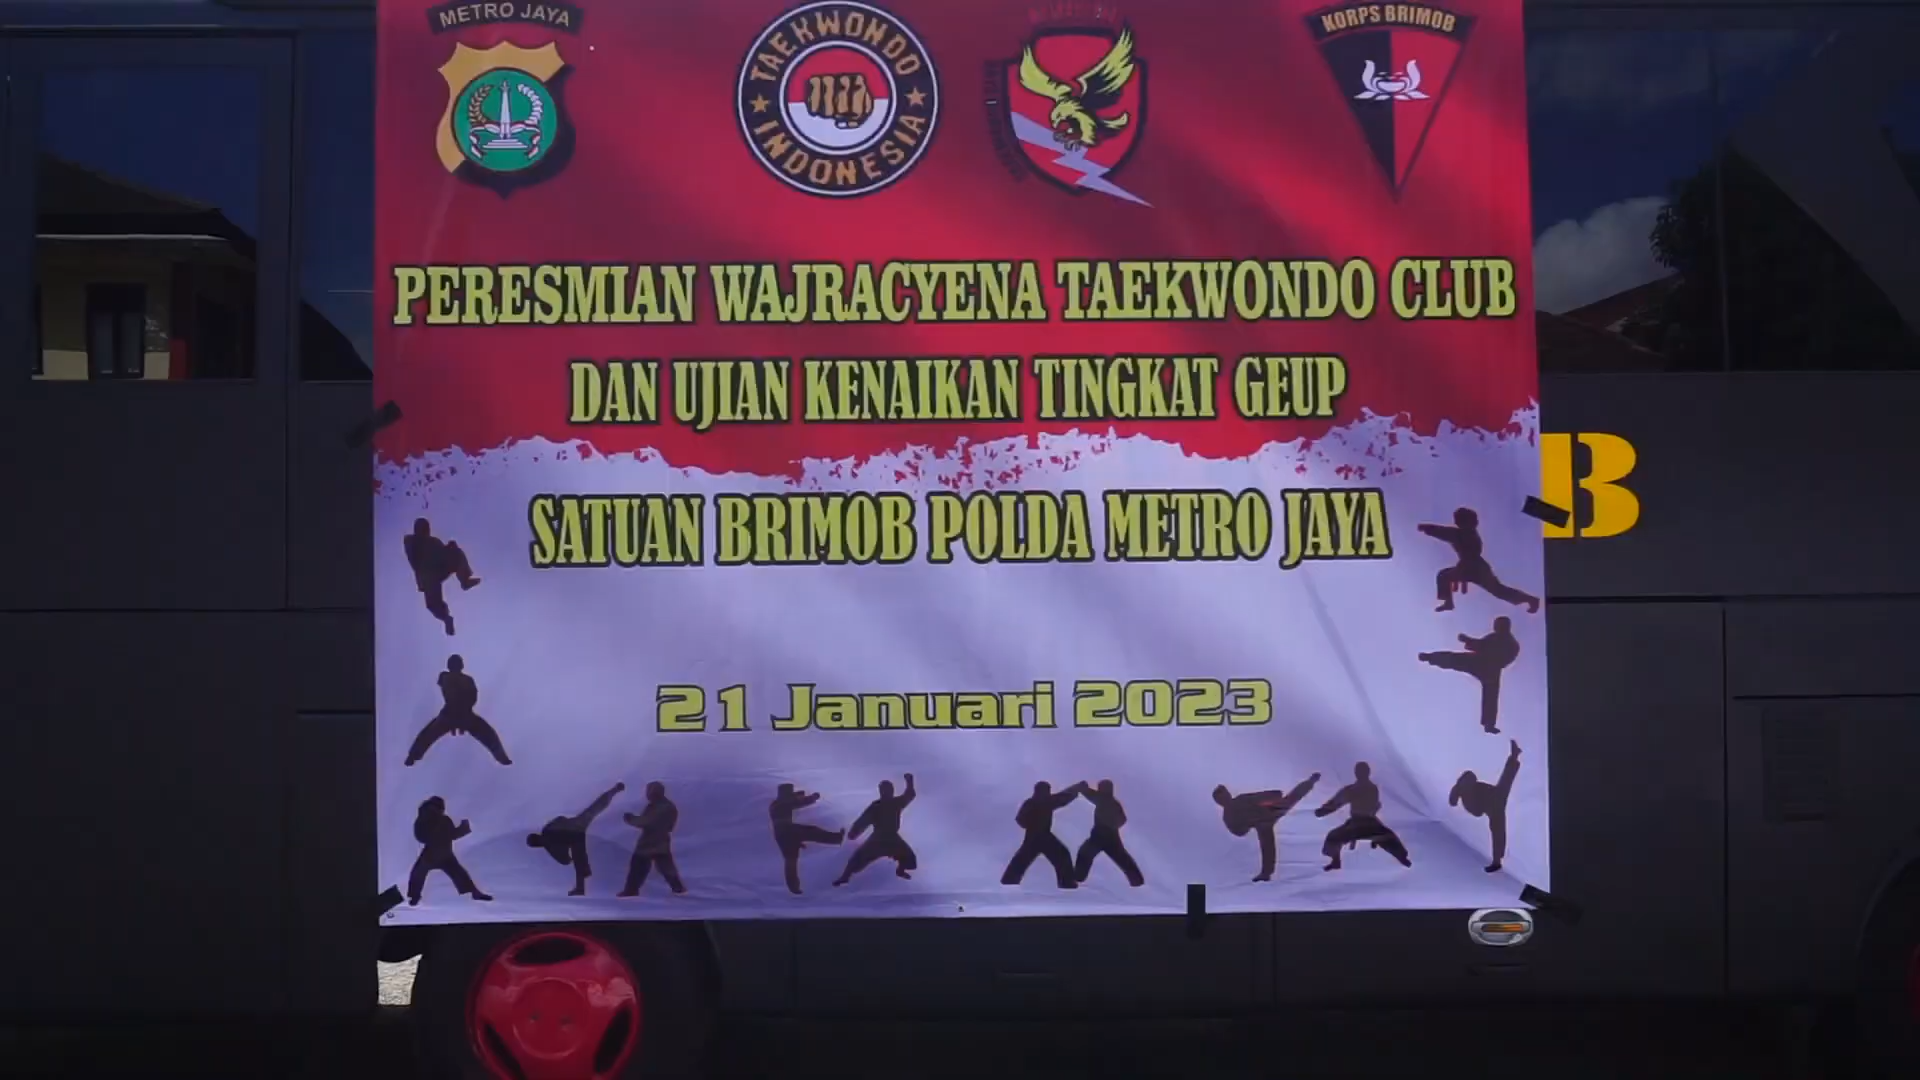 METRO JAYA
TAEKWONDO
INDONESIA
KORPS BRIMOB
PERESMIAN WAJRACYENA TAEKWONDO CLUB
DAN UJIAN KENAIKAN TINGKAT GEUP
SATUAN BRIMOB POLDA METRO JAYA
21 Januari 2023
B